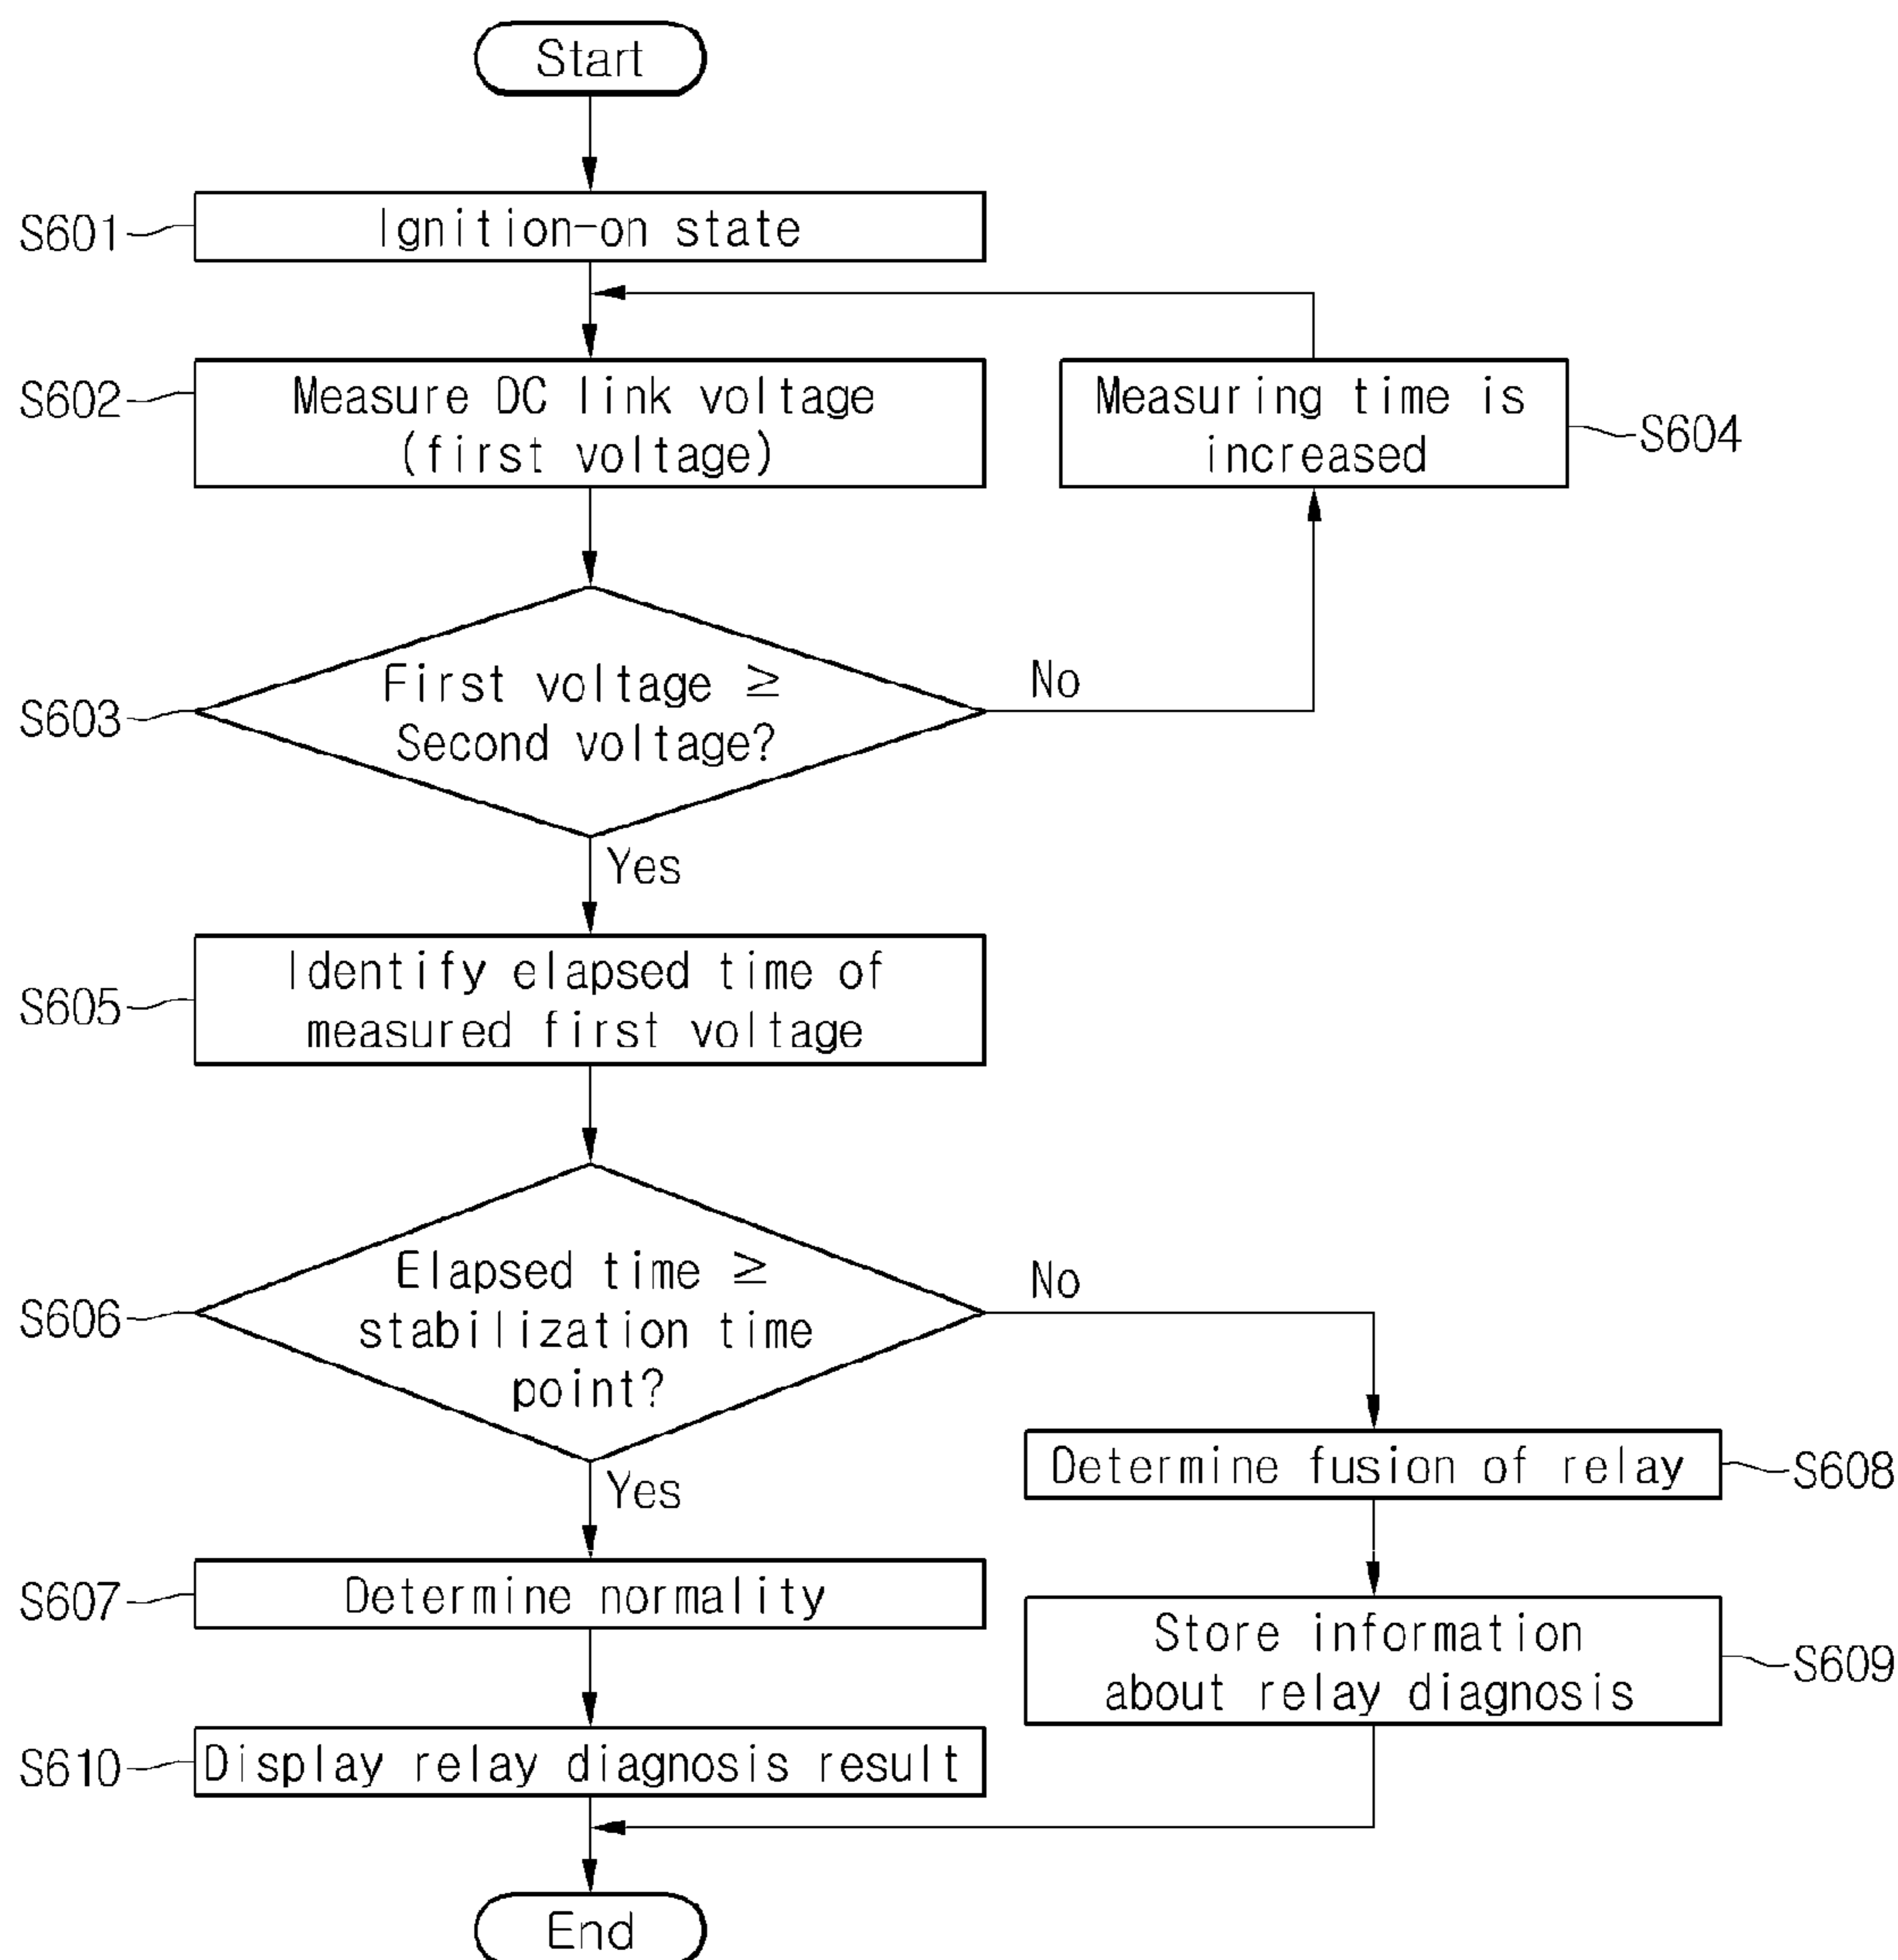 Start
S601
Ignition-on state
S602
Measure DC link voltage
(first voltage)
Measuring time is
increased
S604
S603
First voltage ≥
Second voltage?
No
Yes
S605
Identify elapsed time of
measured first voltage
S606
Elapsed time ≥
stabilization time
point?
No
Yes
Determine fusion of relay
S608
S607
Determine normality
Store information
about relay diagnosis
S609
S610
Display relay diagnosis result
End